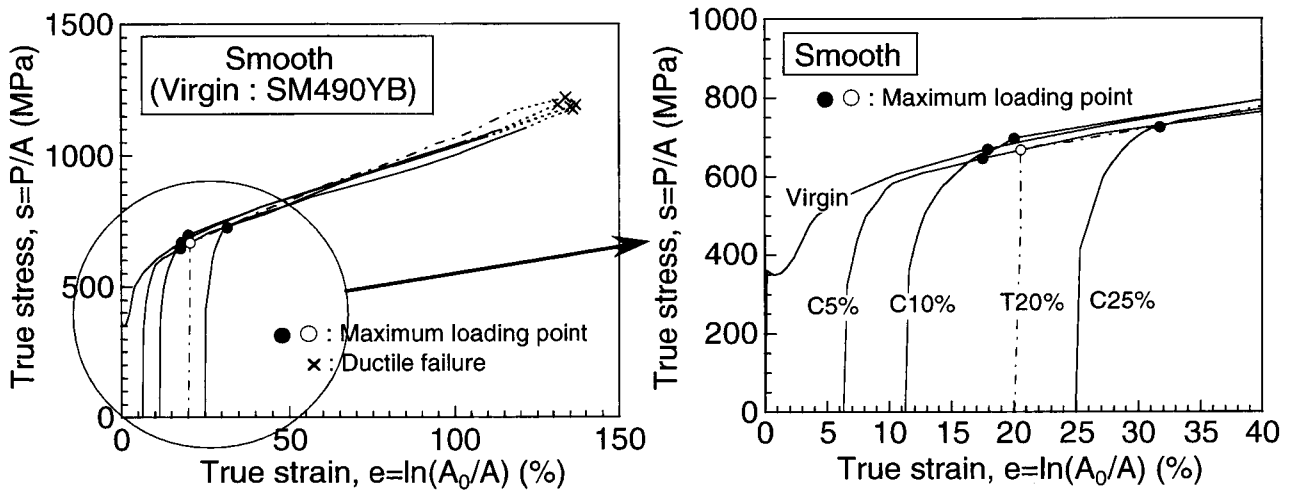 True stress, s=P/A (MPa)
1500
1000
500
0
Smooth
(Virgin : SM490YB)
● ○ : Maximum loading point
× : Ductile failure
0 50 100 150
True strain, e=ln(A₀/A) (%)
True stress, s=P/A (MPa)
1000
800
600
400
200
0
Smooth
● ○ : Maximum loading point
Virgin
C5% C10% T20% C25%
0 5 10 15 20 25 30 35 40
True strain, e=ln(A₀/A) (%)